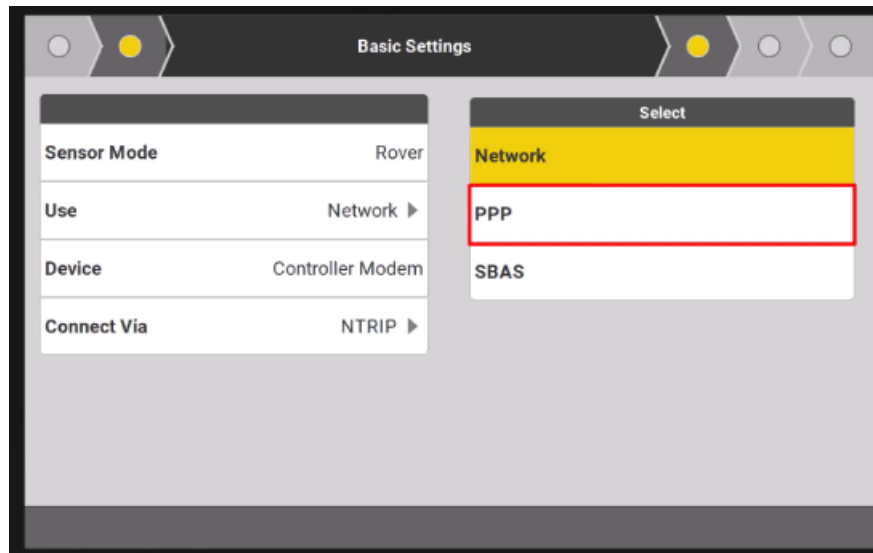 Basic Settings
Sensor Mode Rover
Use Network
Device Controller Modem
Connect Via NTRIP
Select
Network
PPP
SBAS